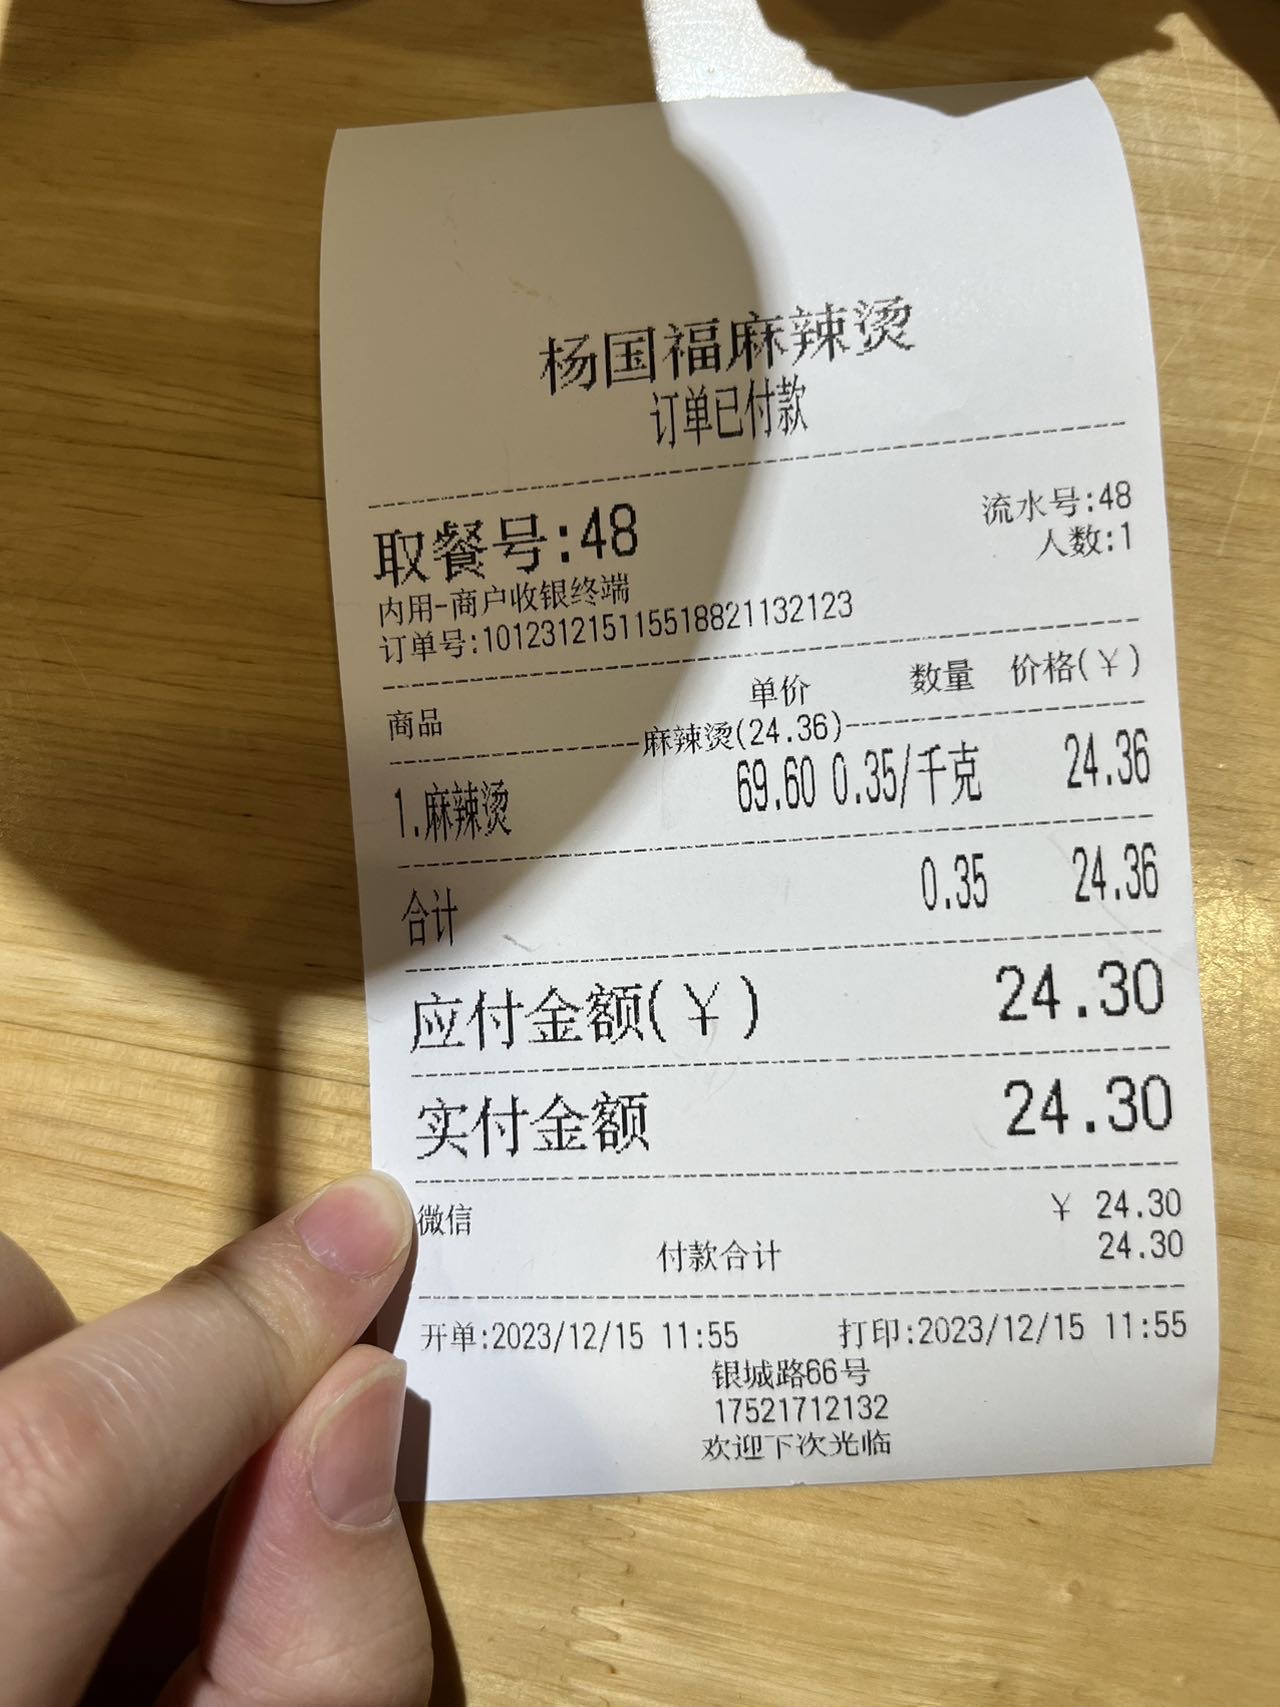 杨国福麻辣烫
订单已付款
取餐号:48
流水号:48
人数:1
内用-商户收银终端
订单号:101231215115518821132123
商品 单价 数量 价格(¥)
麻辣烫(24.36)
1.麻辣烫 69.60 0.35/千克 24.36
合计 0.35 24.36
应付金额(¥) 24.30
实付金额 24.30
微信 ¥ 24.30
付款合计 24.30
开单:2023/12/15 11:55 打印:2023/12/15 11:55
银城路66号
17521712132
欢迎下次光临